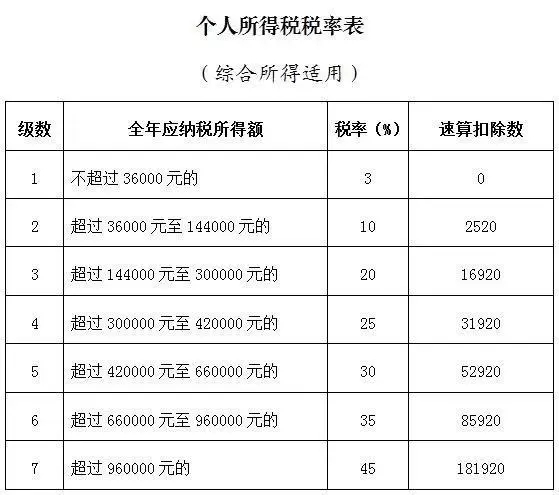 个人所得税税率表
（综合所得适用）
级数 全年应纳税所得额 税率（%） 速算扣除数
1 不超过 36000 元的 3 0
2 超过 36000 元至 144000 元的 10 2520
3 超过 144000 元至 300000 元的 20 16920
4 超过 300000 元至 420000 元的 25 31920
5 超过 420000 元至 660000 元的 30 52920
6 超过 660000 元至 960000 元的 35 85920
7 超过 960000 元的 45 181920